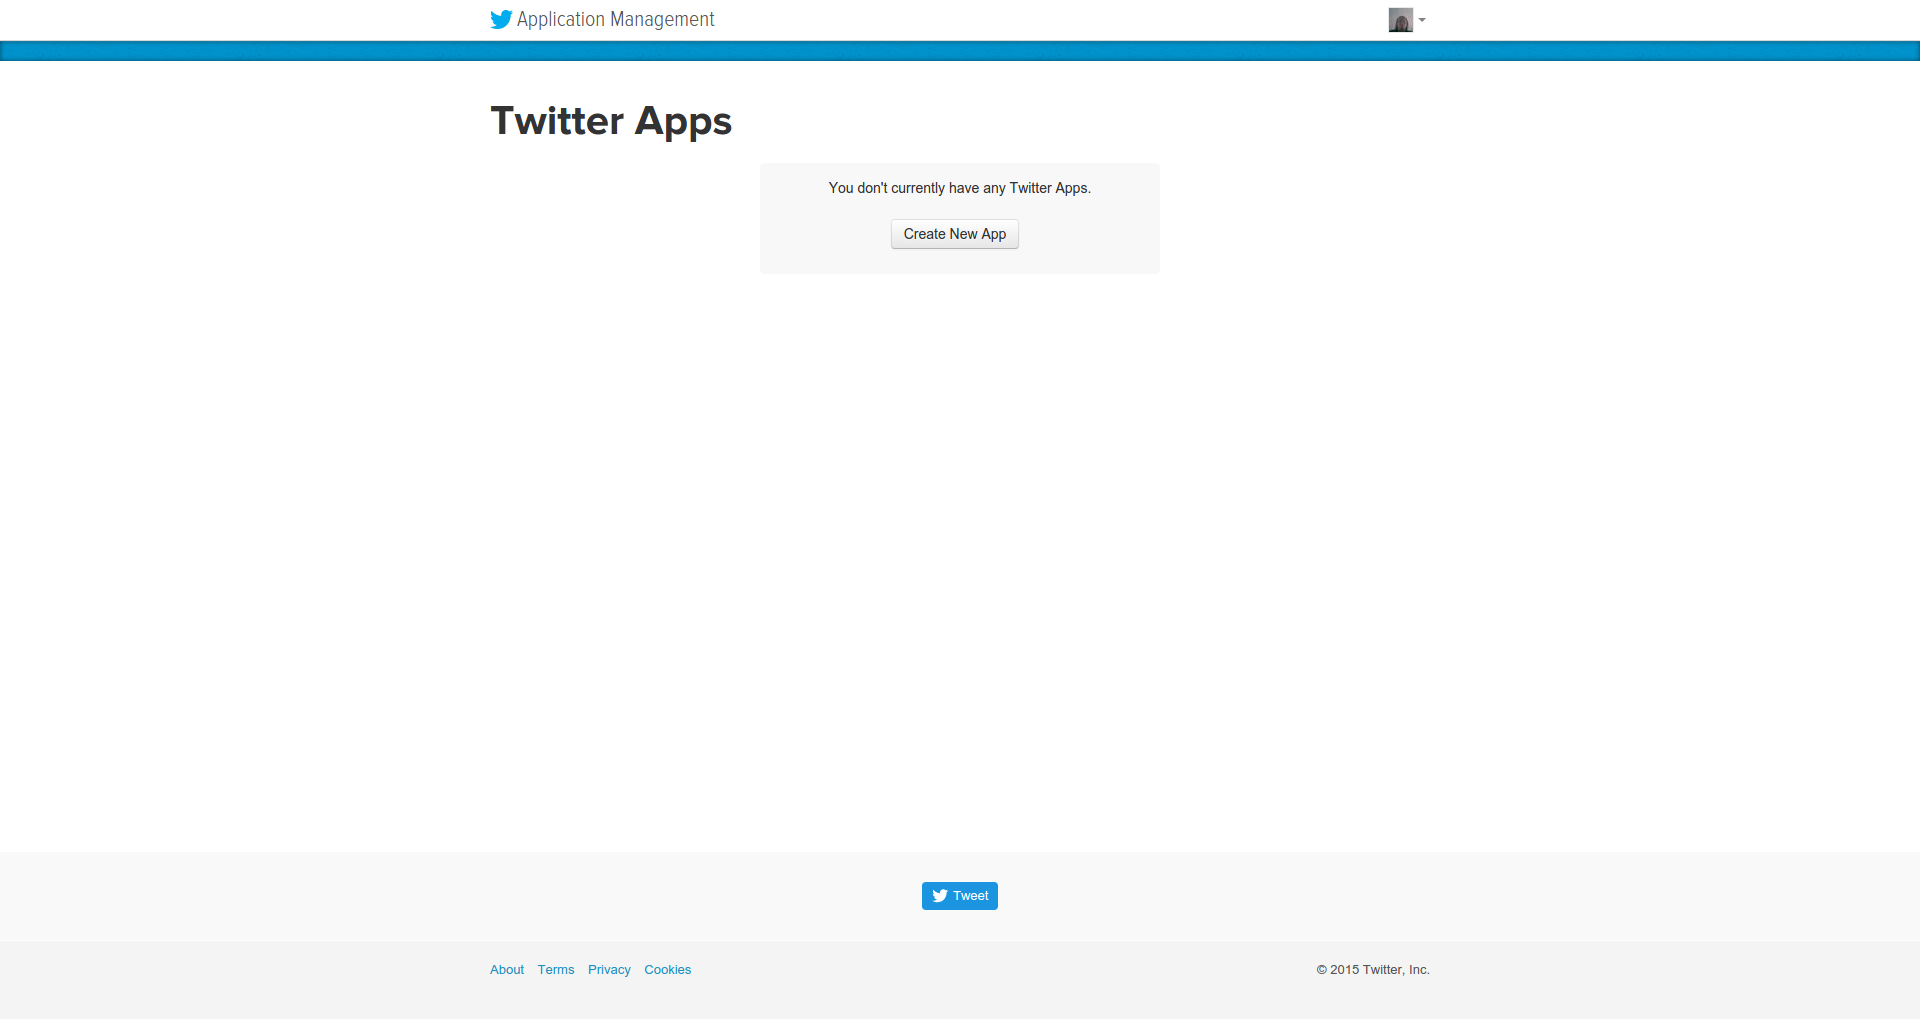 Application Management
Twitter Apps
You don't currently have any Twitter Apps.
Create New App
Tweet
About Terms Privacy Cookies
© 2015 Twitter, Inc.